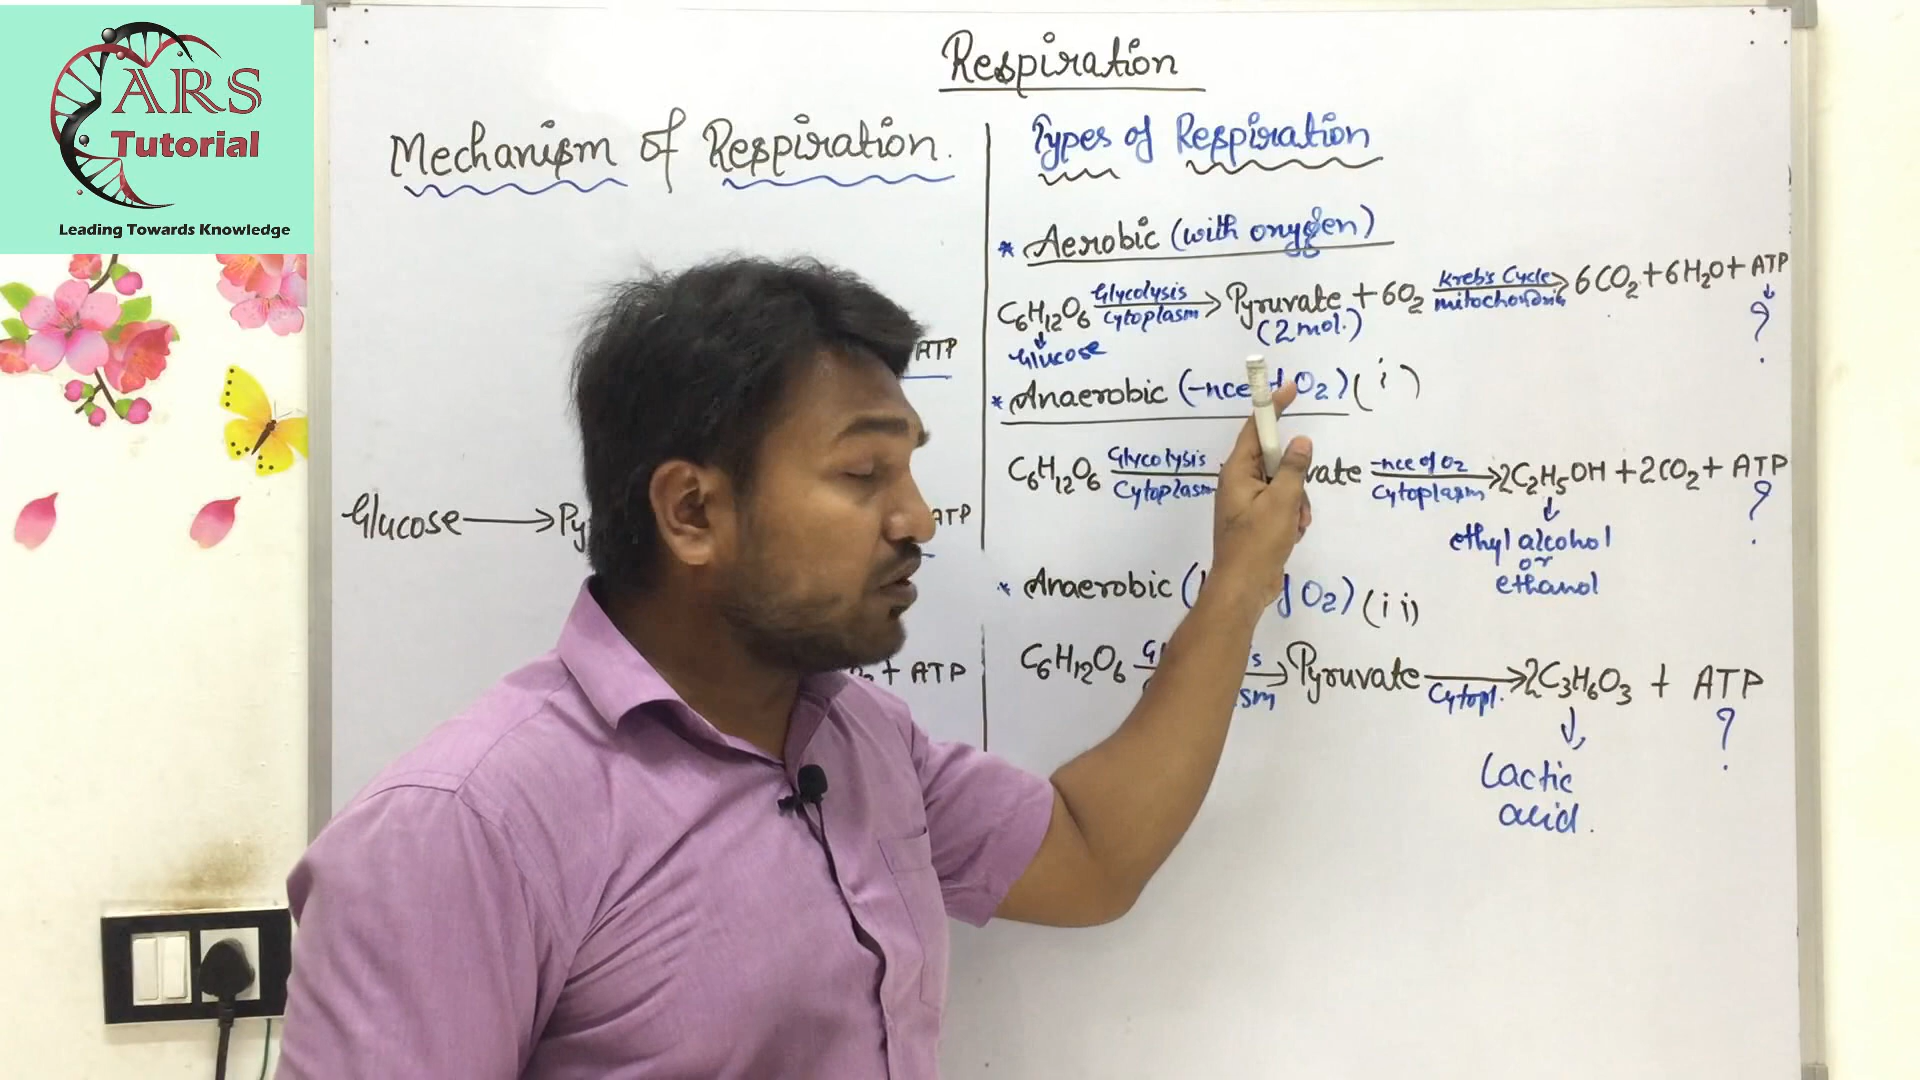 ARS
Tutorial
Leading Towards Knowledge
Respiration
Mechanism of Respiration.
ATP
Glucose → Py
ATP
+ ATP
Types of Respiration
* Aerobic (with oxygen)
C6H12O6 Glycolysis Cytoplasm → Pyruvate + 6O2 Kreb's Cycle mitochondria → 6CO2 + 6H2O + ATP
Glucose
(2 mol.)
?
* Anaerobic (-nce of O2) (i)
C6H12O6 Glycolysis Cytoplasm vate -nce of O2 Cytoplasm → 2C2H5OH + 2CO2 + ATP
?
ethyl alcohol
or
ethanol
* Anaerobic ( O2) (ii)
C6H12O6 → Pyruvate Cytopl. → 2C3H6O3 + ATP
?
Lactic
acid.